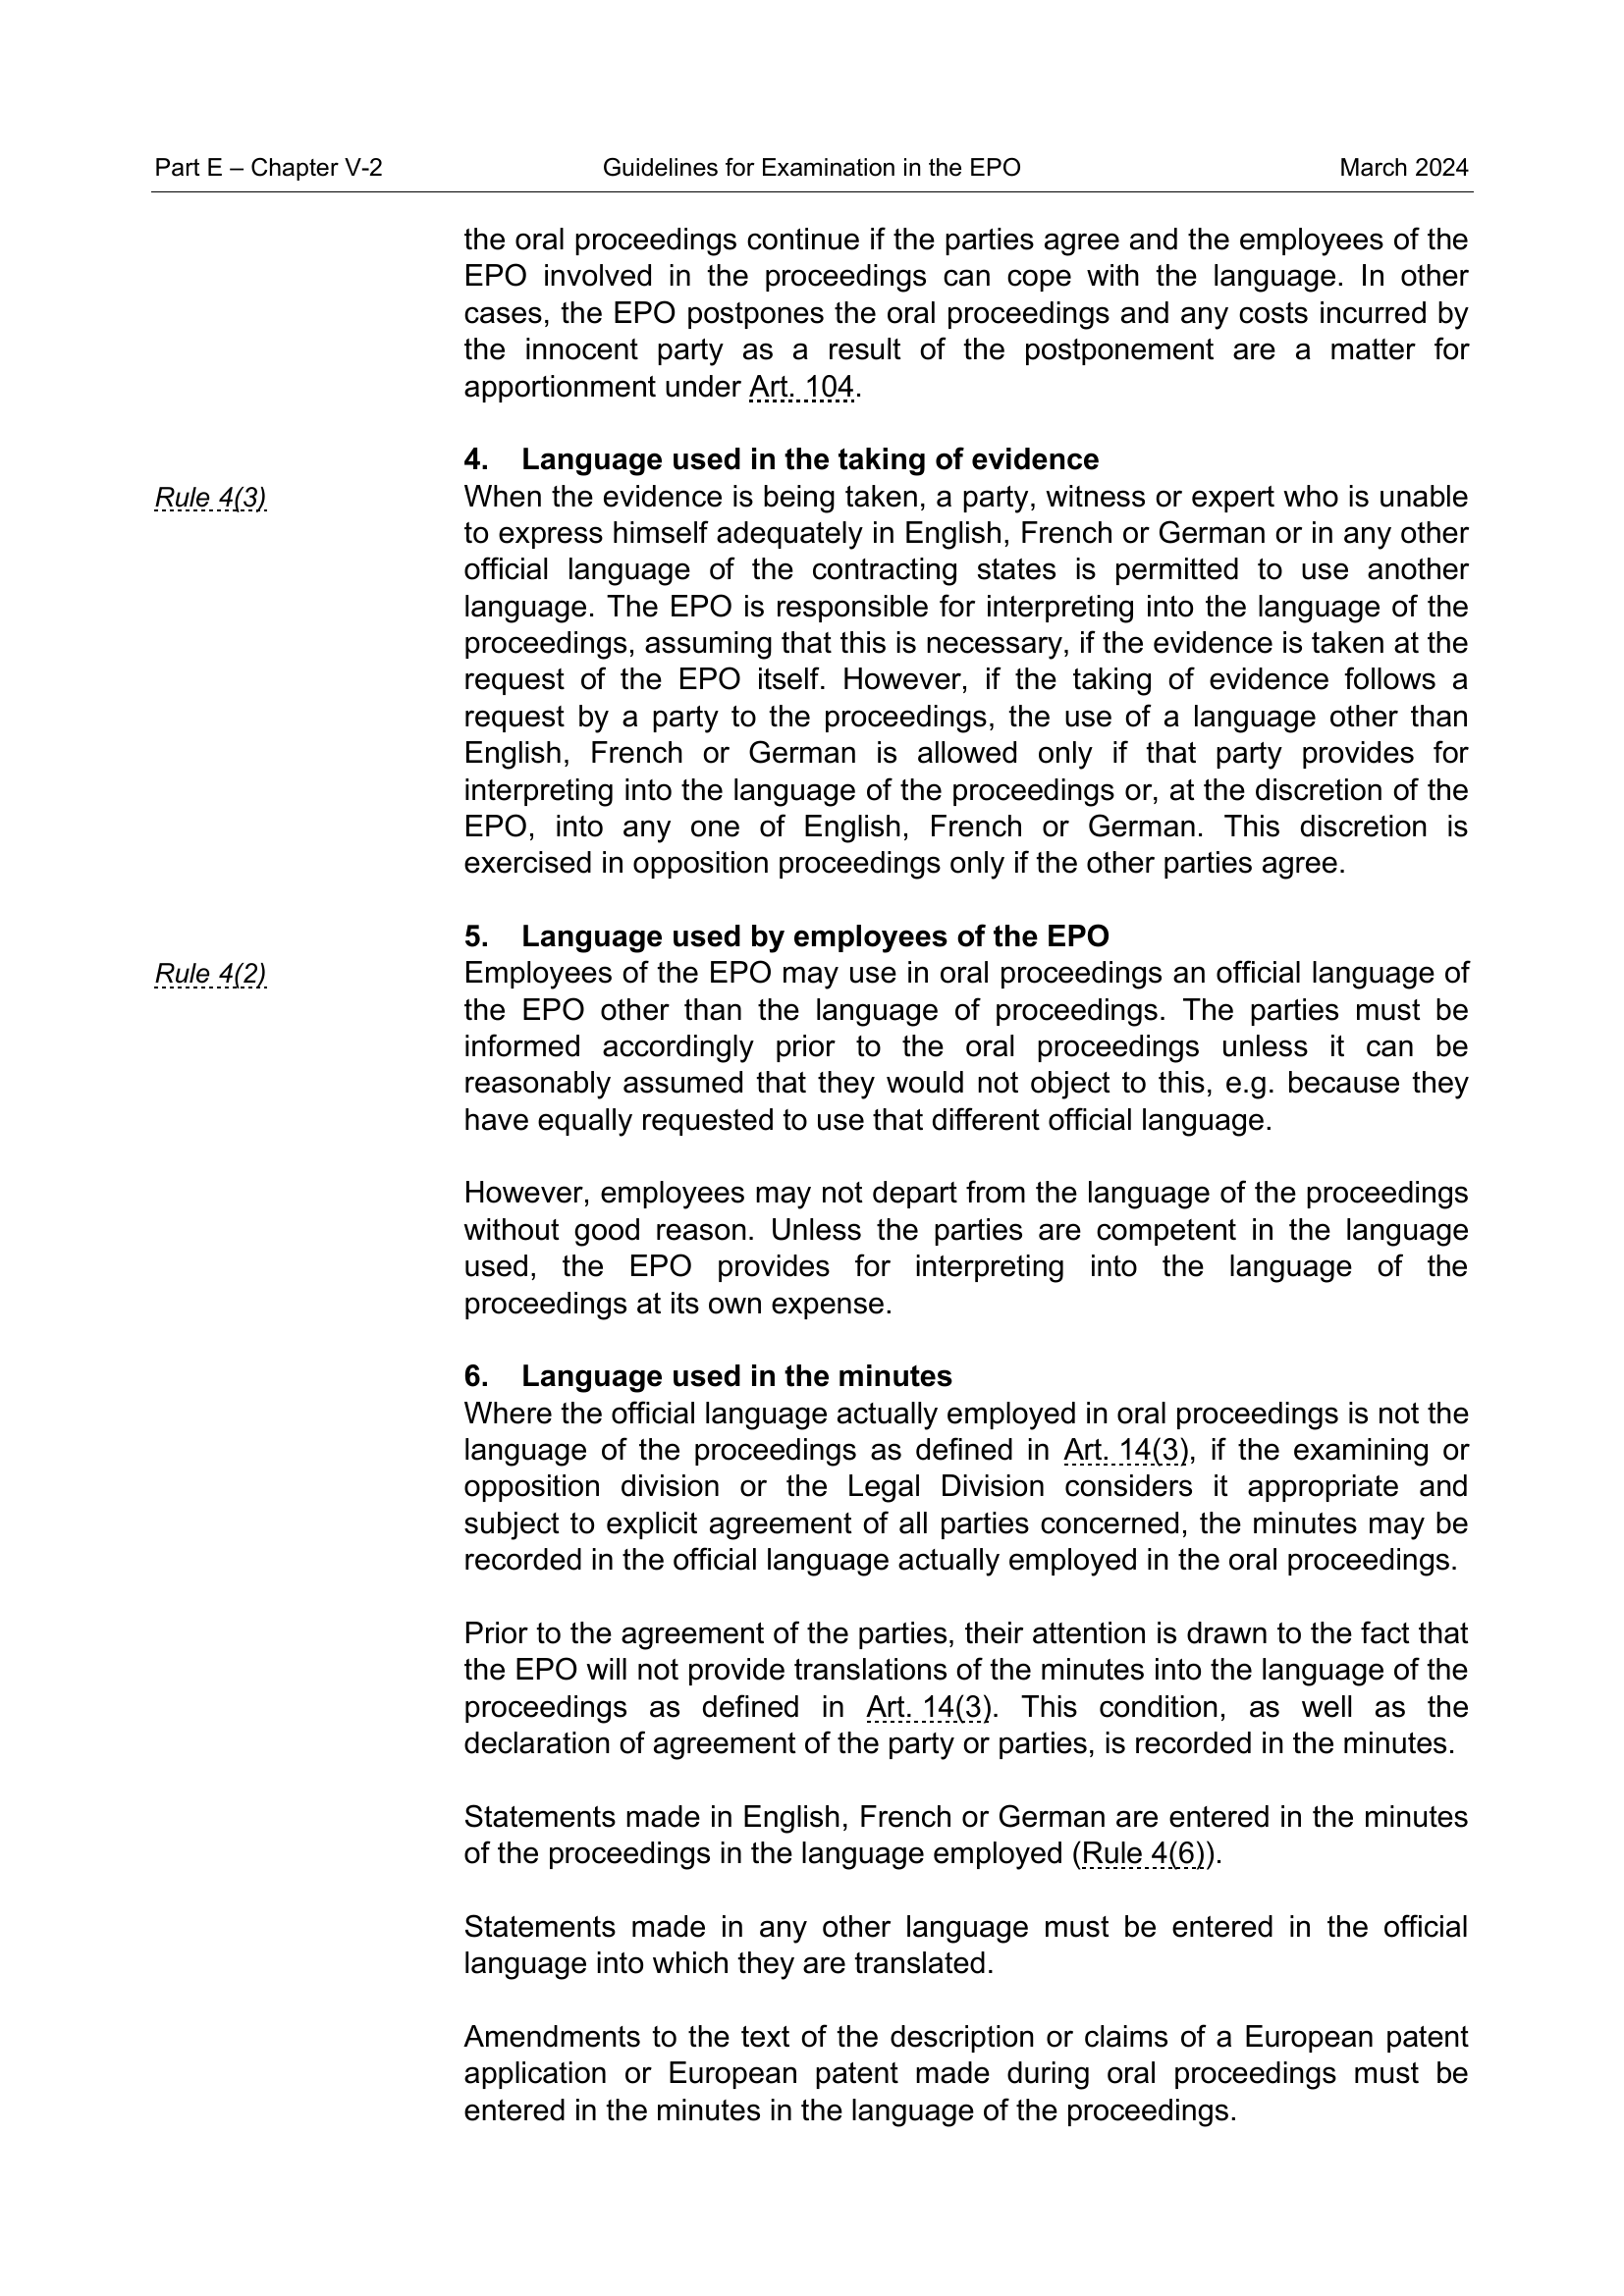 Part E – Chapter V-2 Guidelines for Examination in the EPO March 2024
the oral proceedings continue if the parties agree and the employees of the
EPO involved in the proceedings can cope with the language. In other
cases, the EPO postpones the oral proceedings and any costs incurred by
the innocent party as a result of the postponement are a matter for
apportionment under Art. 104.
4. Language used in the taking of evidence
Rule 4(3)
When the evidence is being taken, a party, witness or expert who is unable
to express himself adequately in English, French or German or in any other
official language of the contracting states is permitted to use another
language. The EPO is responsible for interpreting into the language of the
proceedings, assuming that this is necessary, if the evidence is taken at the
request of the EPO itself. However, if the taking of evidence follows a
request by a party to the proceedings, the use of a language other than
English, French or German is allowed only if that party provides for
interpreting into the language of the proceedings or, at the discretion of the
EPO, into any one of English, French or German. This discretion is
exercised in opposition proceedings only if the other parties agree.
5. Language used by employees of the EPO
Rule 4(2)
Employees of the EPO may use in oral proceedings an official language of
the EPO other than the language of proceedings. The parties must be
informed accordingly prior to the oral proceedings unless it can be
reasonably assumed that they would not object to this, e.g. because they
have equally requested to use that different official language.
However, employees may not depart from the language of the proceedings
without good reason. Unless the parties are competent in the language
used, the EPO provides for interpreting into the language of the
proceedings at its own expense.
6. Language used in the minutes
Where the official language actually employed in oral proceedings is not the
language of the proceedings as defined in Art. 14(3), if the examining or
opposition division or the Legal Division considers it appropriate and
subject to explicit agreement of all parties concerned, the minutes may be
recorded in the official language actually employed in the oral proceedings.
Prior to the agreement of the parties, their attention is drawn to the fact that
the EPO will not provide translations of the minutes into the language of the
proceedings as defined in Art. 14(3). This condition, as well as the
declaration of agreement of the party or parties, is recorded in the minutes.
Statements made in English, French or German are entered in the minutes
of the proceedings in the language employed (Rule 4(6)).
Statements made in any other language must be entered in the official
language into which they are translated.
Amendments to the text of the description or claims of a European patent
application or European patent made during oral proceedings must be
entered in the minutes in the language of the proceedings.